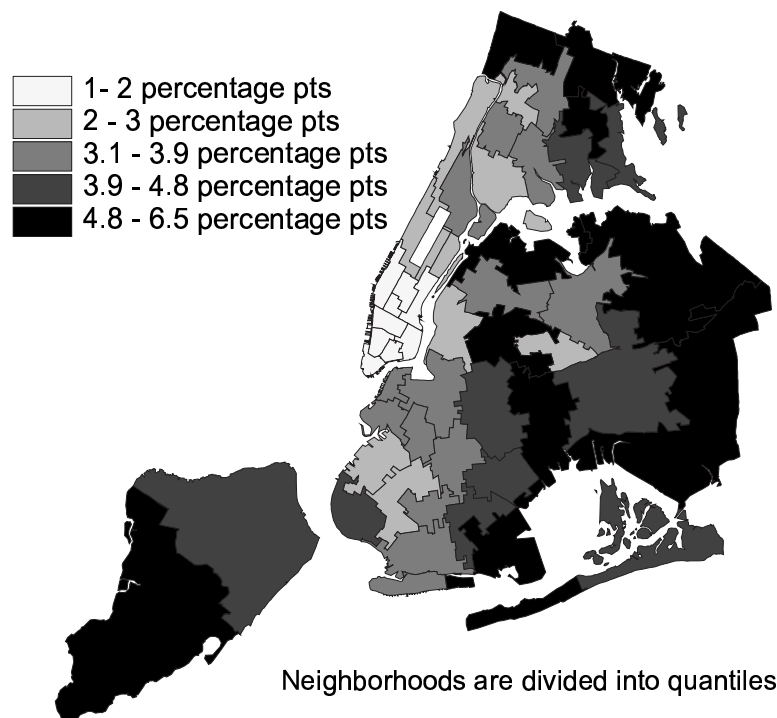 1- 2 percentage pts
2 - 3 percentage pts
3.1 - 3.9 percentage pts
3.9 - 4.8 percentage pts
4.8 - 6.5 percentage pts
Neighborhoods are divided into quantiles